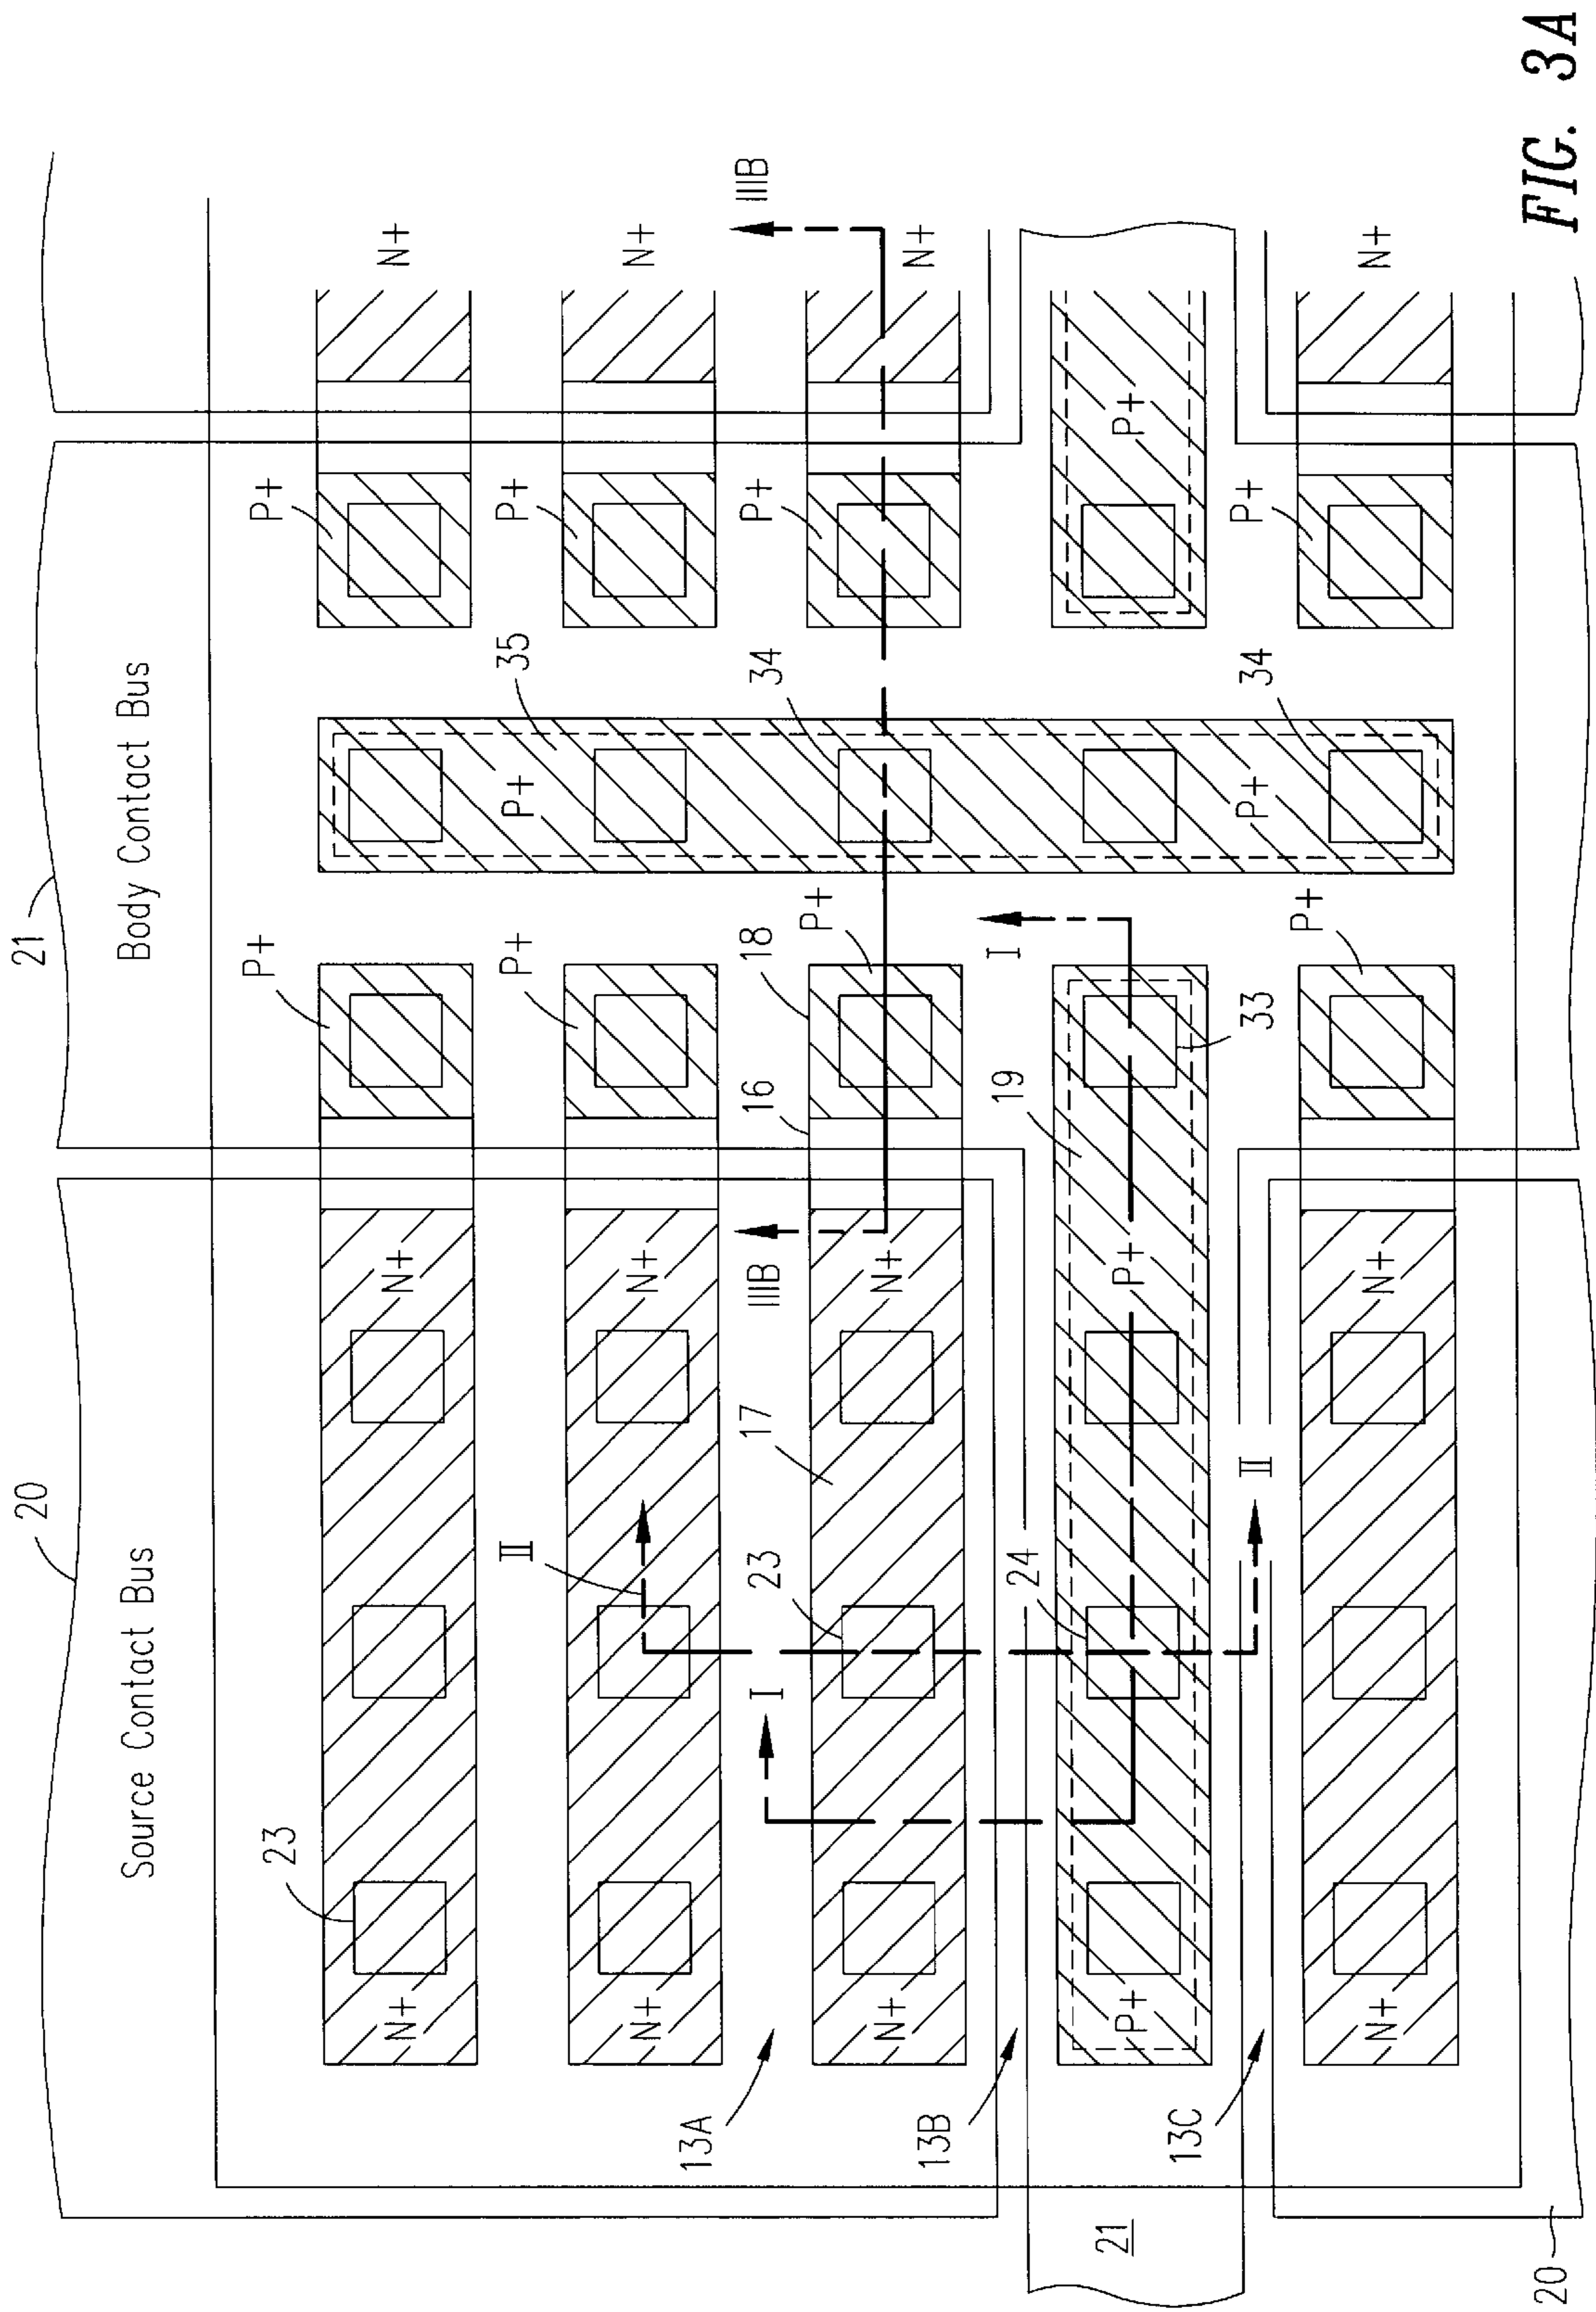 20
21
Source Contact Bus
Body Contact Bus
23
P+
P+
N+
N+
N+
II
P+
P+
35
P+
N+
N+
N+
13A
I
23
17
IIIB
16
18
34
P+
IIIB
P+
N+
N+
N+
13B
24
19
I
21
P+
P+
P+
13C
II
33
P+
34
P+
P+
N+
N+
N+
20
FIG. 3A